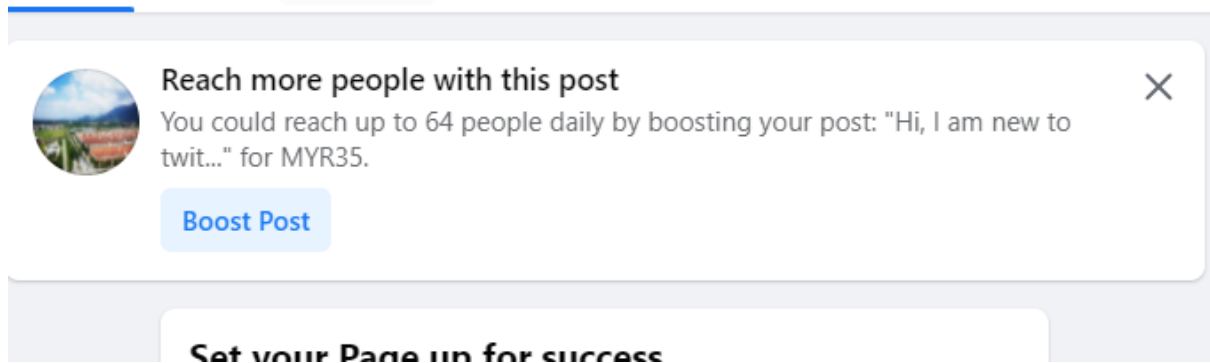 Reach more people with this post
You could reach up to 64 people daily by boosting your post: "Hi, I am new to
twit..." for MYR35.
Boost Post
Set your Page up for success